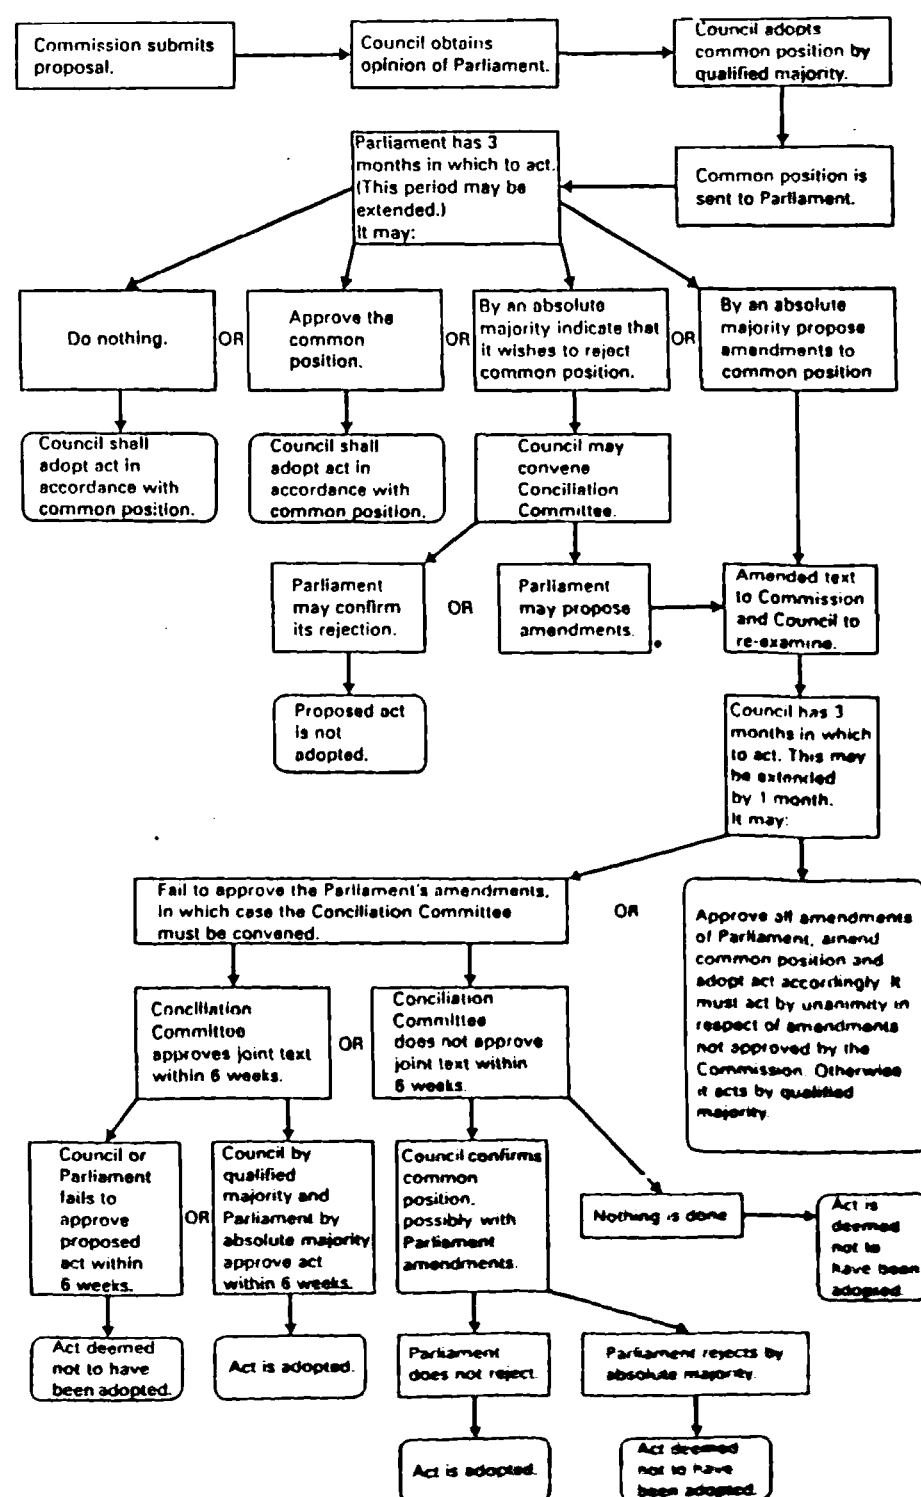 Commission submits
proposal.
Council obtains
opinion of Parliament.
Council adopts
common position by
qualified majority.
Common position is
sent to Parliament.
Parliament has 3
months in which to act.
(This period may be
extended.)
It may:
Do nothing.
OR
Approve the
common
position.
OR
By an absolute
majority indicate that
it wishes to reject
common position.
OR
By an absolute
majority propose
amendments to
common position
Council shall
adopt act in
accordance with
common position.
Council shall
adopt act in
accordance with
common position.
Council may
convene
Conciliation
Committee.
Parliament
may confirm
its rejection.
OR
Parliament
may propose
amendments.
Amended text
to Commission
and Council to
re-examine.
Proposed act
is not
adopted.
Council has 3
months in which
to act. This may
be extended
by 1 month.
It may:
Fail to approve the Parliament's amendments,
in which case the Conciliation Committee
must be convened.
OR
Approve all amendments
of Parliament, amend
common position and
adopt act accordingly. It
must act by unanimity in
respect of amendments
not approved by the
Commission. Otherwise
it acts by qualified
majority.
Conciliation
Committee
approves joint text
within 6 weeks.
OR
Conciliation
Committee
does not approve
joint text within
6 weeks.
Council or
Parliament
fails to
approve
proposed
act within
6 weeks.
OR
Council by
qualified
majority and
Parliament by
absolute majority
approve act
within 6 weeks.
Council confirms
common
position,
possibly with
Parliament
amendments.
Nothing is done
Act is
deemed
not to
have been
adopted.
Act deemed
not to have
been adopted.
Act is adopted.
Parliament
does not reject.
Parliament rejects by
absolute majority.
Act is adopted.
Act deemed
not to have
been adopted.